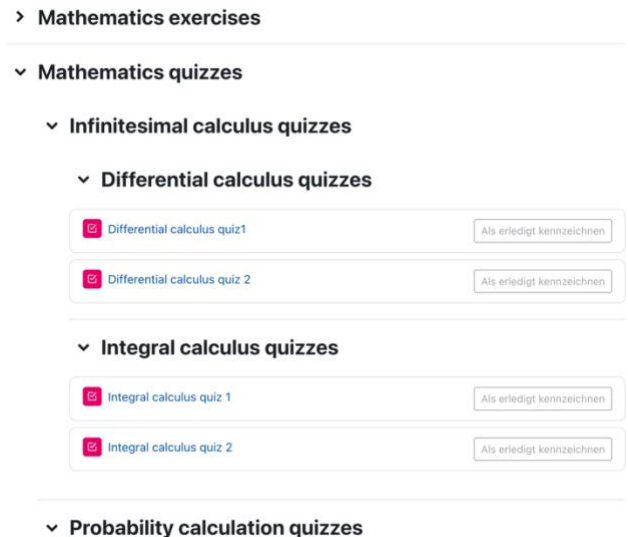 Mathematics exercises
Mathematics quizzes
Infinitesimal calculus quizzes
Differential calculus quizzes
Differential calculus quiz1
Als erledigt kennzeichnen
Differential calculus quiz 2
Als erledigt kennzeichnen
Integral calculus quizzes
Integral calculus quiz 1
Als erledigt kennzeichnen
Integral calculus quiz 2
Als erledigt kennzeichnen
Probability calculation quizzes